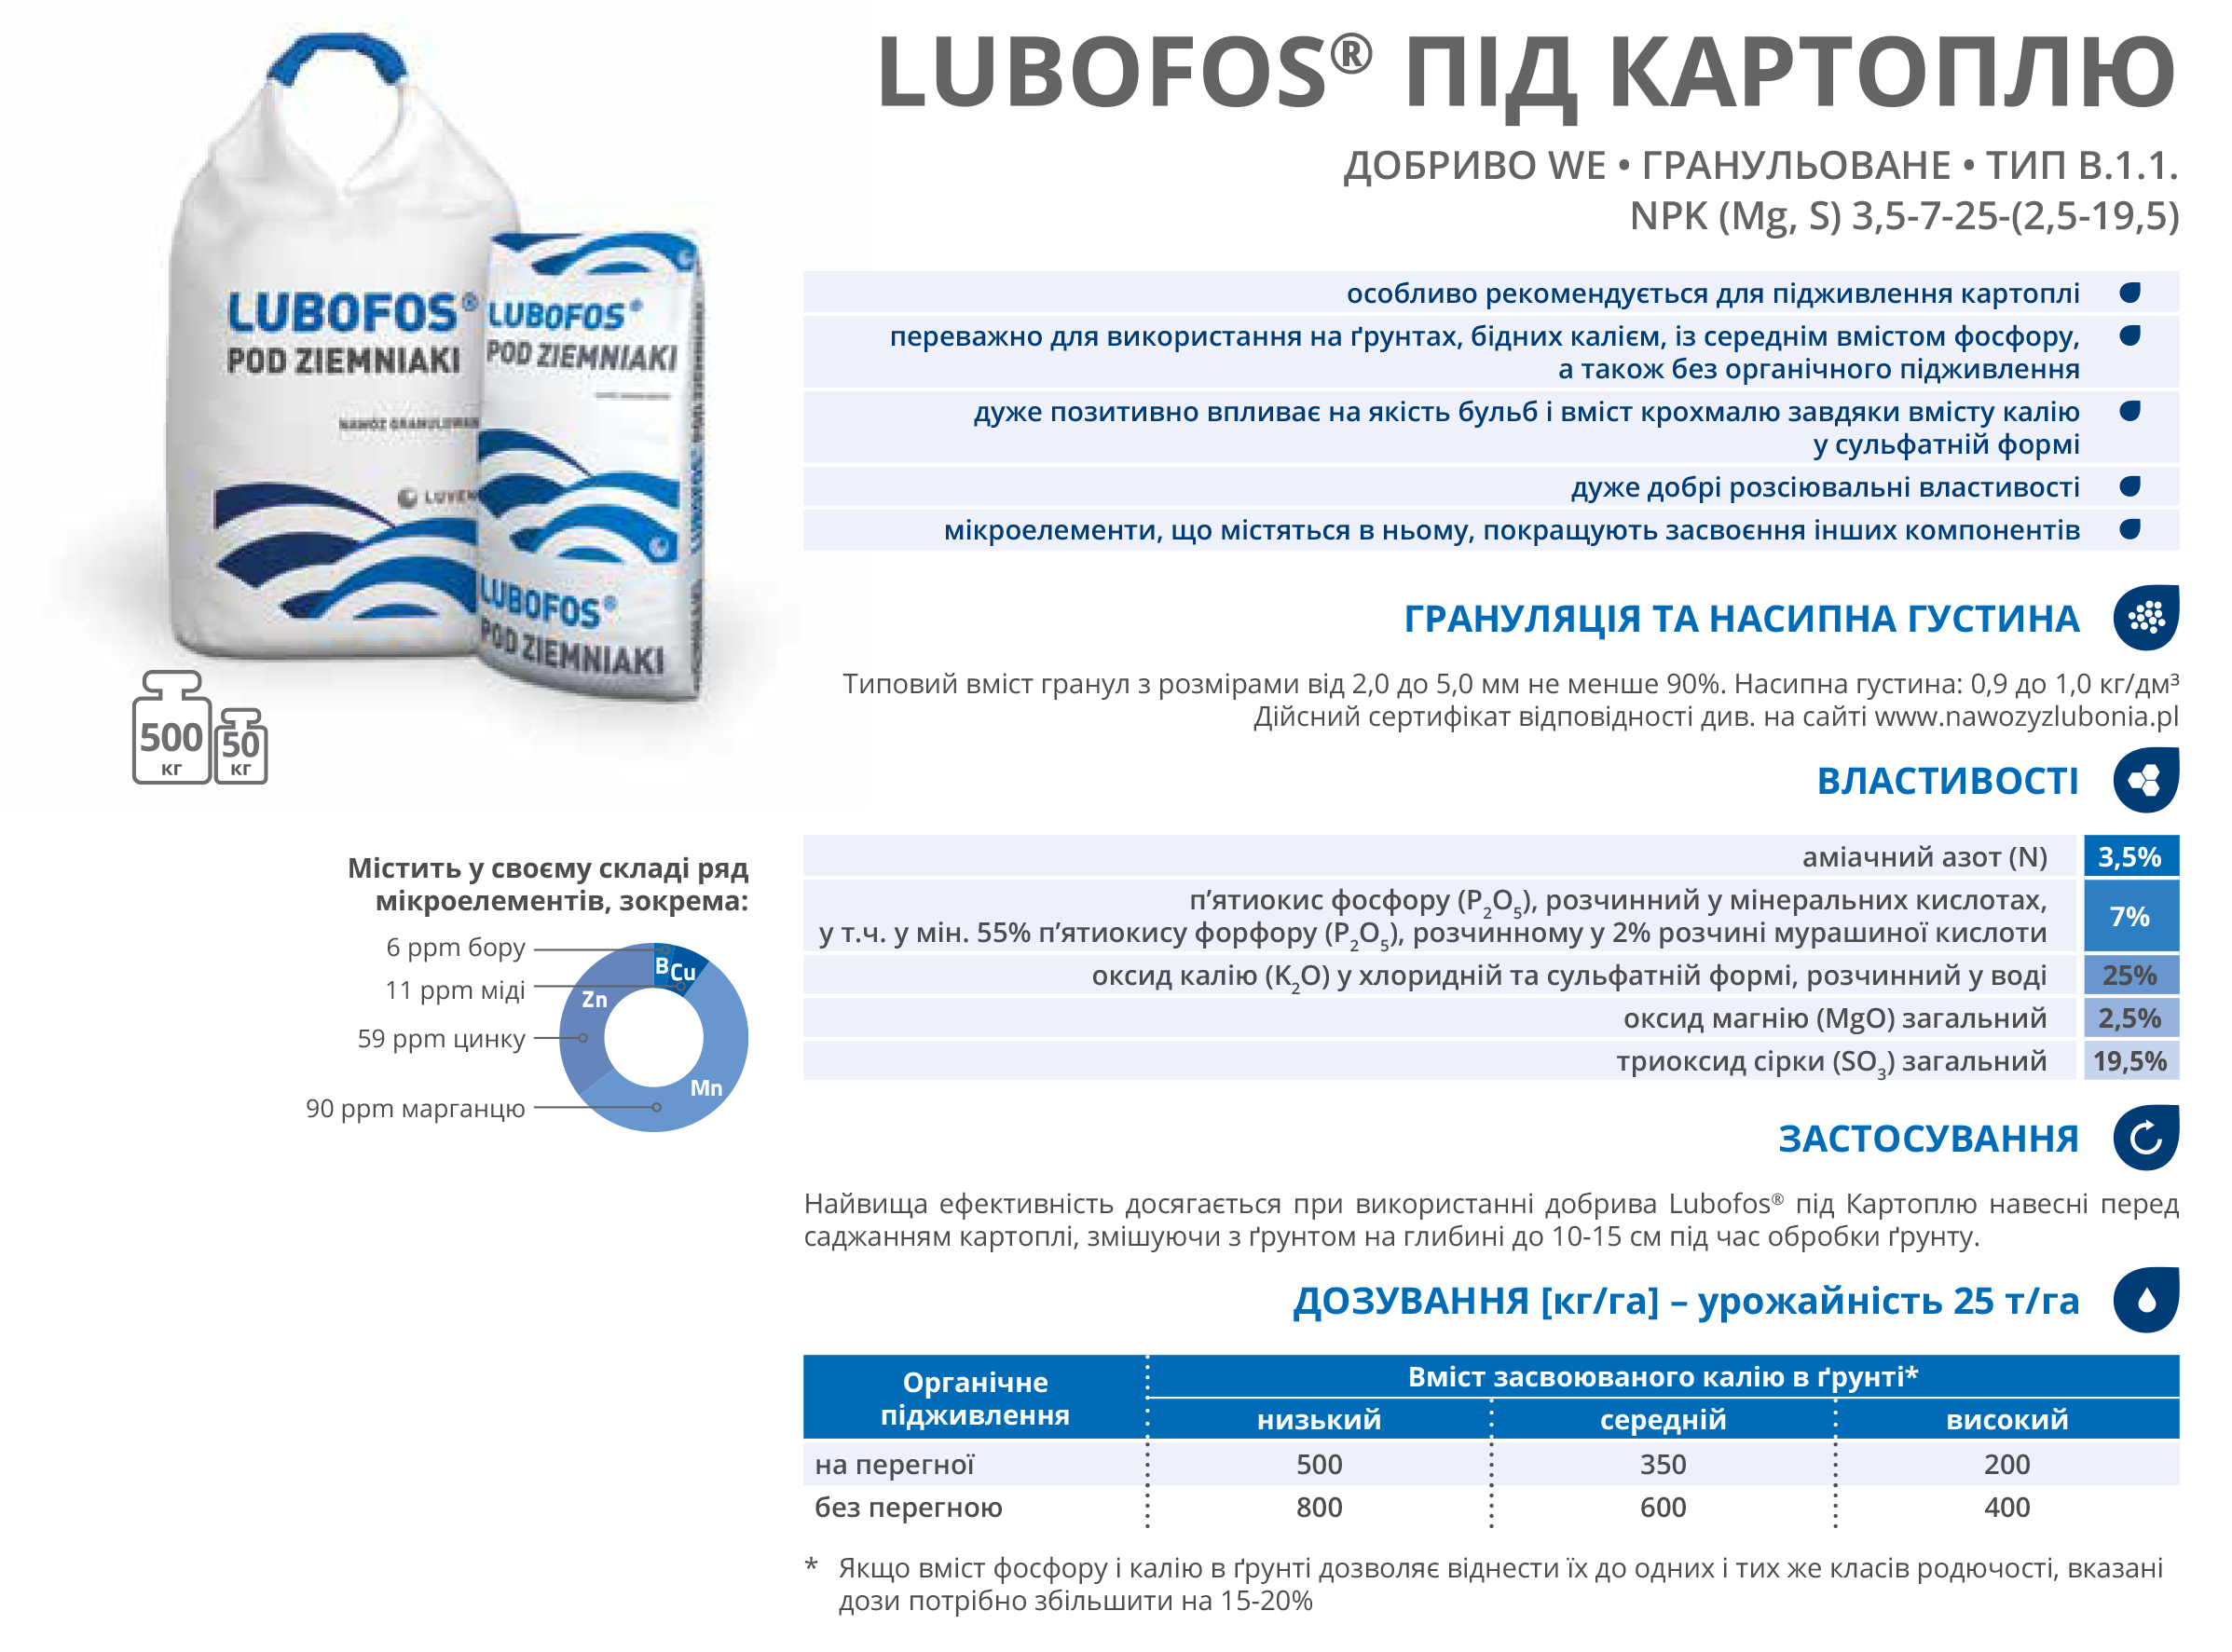 LUBOFOS® ПІД КАРТОПЛЮ
ДОБРИВО WE • ГРАНУЛЬОВАНЕ • ТИП B.1.1.
NPK (Mg, S) 3,5-7-25-(2,5-19,5)
LUBOFOS®
POD ZIEMNIAKI
NAWÓZ GRANULOWAN
LUVEN
LUBOFOS®
POD ZIEMNIAKI
LUBOFOS®
POD ZIEMNIAKI
500
кг
50
кг
особливо рекомендується для підживлення картоплі
переважно для використання на ґрунтах, бідних калієм, із середнім вмістом фосфору,
а також без органічного підживлення
дуже позитивно впливає на якість бульб і вміст крохмалю завдяки вмісту калію
у сульфатній формі
дуже добрі розсіювальні властивості
мікроелементи, що містяться в ньому, покращують засвоєння інших компонентів
ГРАНУЛЯЦІЯ ТА НАСИПНА ГУСТИНА
Типовий вміст гранул з розмірами від 2,0 до 5,0 мм не менше 90%. Насипна густина: 0,9 до 1,0 кг/дм³
Дійсний сертифікат відповідності див. на сайті www.nawozyzlubonia.pl
ВЛАСТИВОСТІ
аміачний азот (N) 3,5%
п’ятиокис фосфору (P₂O₅), розчинний у мінеральних кислотах,
у т.ч. у мін. 55% п’ятиокису форфору (P₂O₅), розчинному у 2% розчині мурашиної кислоти 7%
оксид калію (K₂O) у хлоридній та сульфатній формі, розчинний у воді 25%
оксид магнію (MgO) загальний 2,5%
триоксид сірки (SO₃) загальний 19,5%
Містить у своєму складі ряд
мікроелементів, зокрема:
6 ppm бору
11 ppm міді
59 ppm цинку
90 ppm марганцю
B
Cu
Zn
Mn
ЗАСТОСУВАННЯ
Найвища ефективність досягається при використанні добрива Lubofos® під Картоплю навесні перед
саджанням картоплі, змішуючи з ґрунтом на глибині до 10-15 см під час обробки ґрунту.
ДОЗУВАННЯ [кг/га] – урожайність 25 т/га
Органічне
підживлення
Вміст засвоюваного калію в ґрунті*
низький середній високий
на перегної 500 350 200
без перегною 800 600 400
* Якщо вміст фосфору і калію в ґрунті дозволяє віднести їх до одних і тих же класів родючості, вказані
дози потрібно збільшити на 15-20%